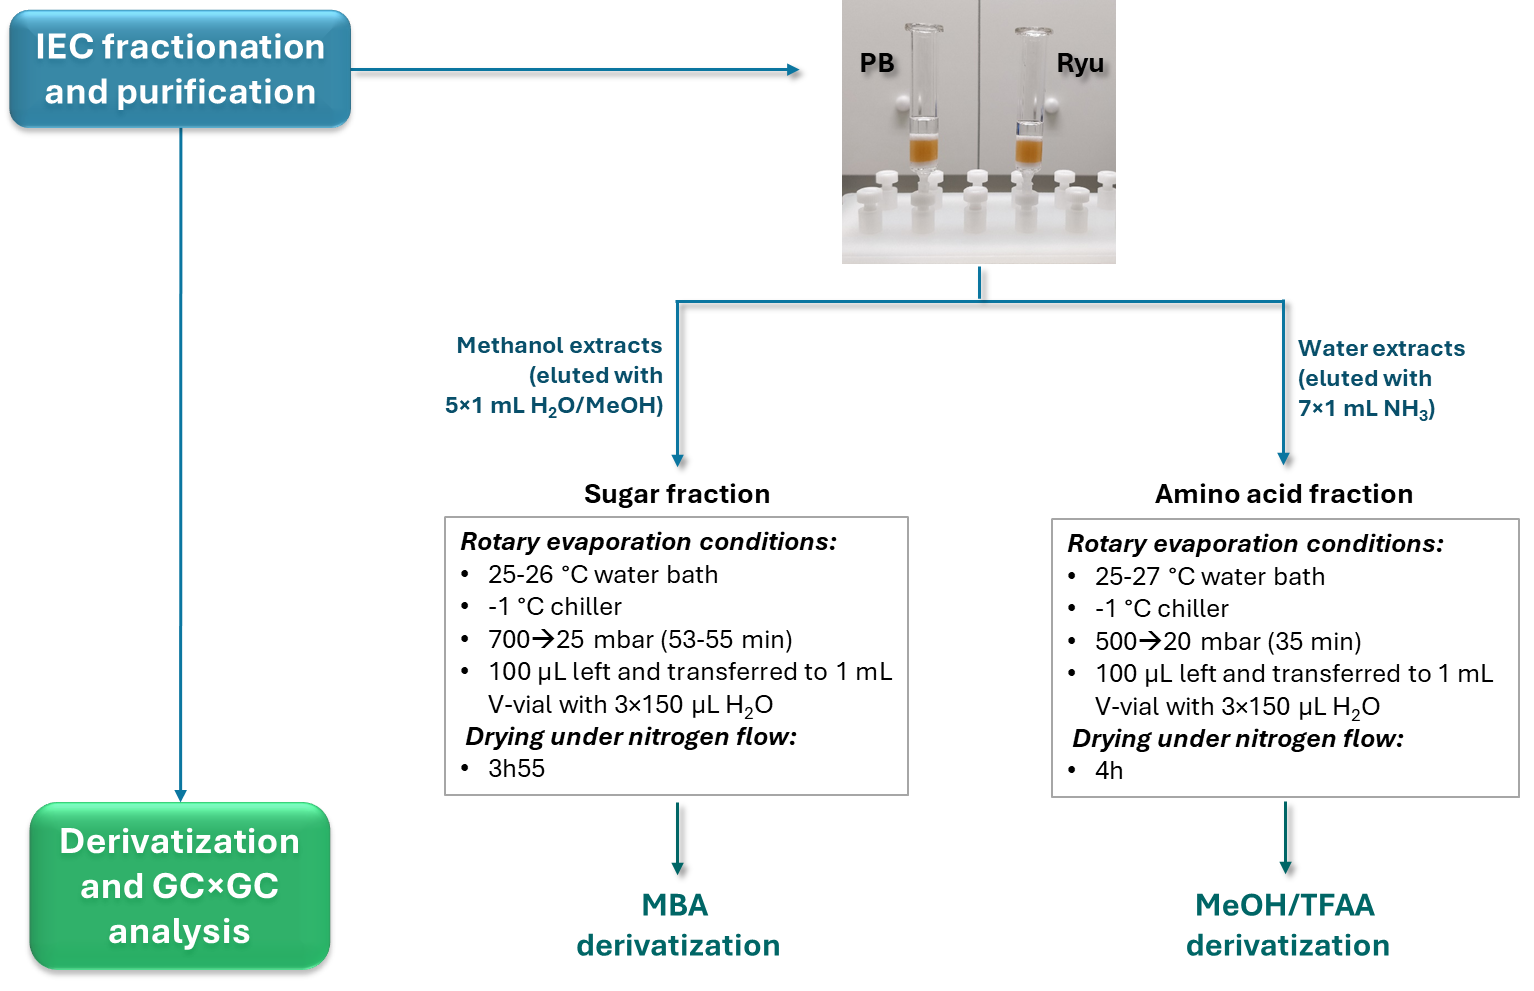 IEC fractionation
and purification
PB
Ryu
Methanol extracts
(eluted with
5×1 mL H₂O/MeOH)
Water extracts
(eluted with
7×1 mL NH₃)
Sugar fraction
Rotary evaporation conditions:
• 25-26 °C water bath
• -1 °C chiller
• 700→25 mbar (53-55 min)
• 100 µL left and transferred to 1 mL
V-vial with 3×150 µL H₂O
Drying under nitrogen flow:
• 3h55
Amino acid fraction
Rotary evaporation conditions:
• 25-27 °C water bath
• -1 °C chiller
• 500→20 mbar (35 min)
• 100 µL left and transferred to 1 mL
V-vial with 3×150 µL H₂O
Drying under nitrogen flow:
• 4h
Derivatization
and GC×GC
analysis
MBA
derivatization
MeOH/TFAA
derivatization